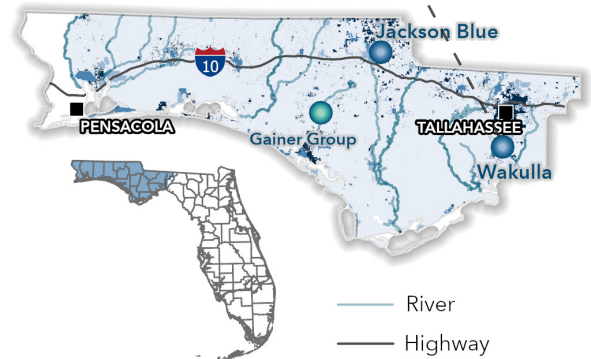 Jackson Blue
10
PENSACOLA
Gainer Group
TALLAHASSEE
Wakulla
River
Highway